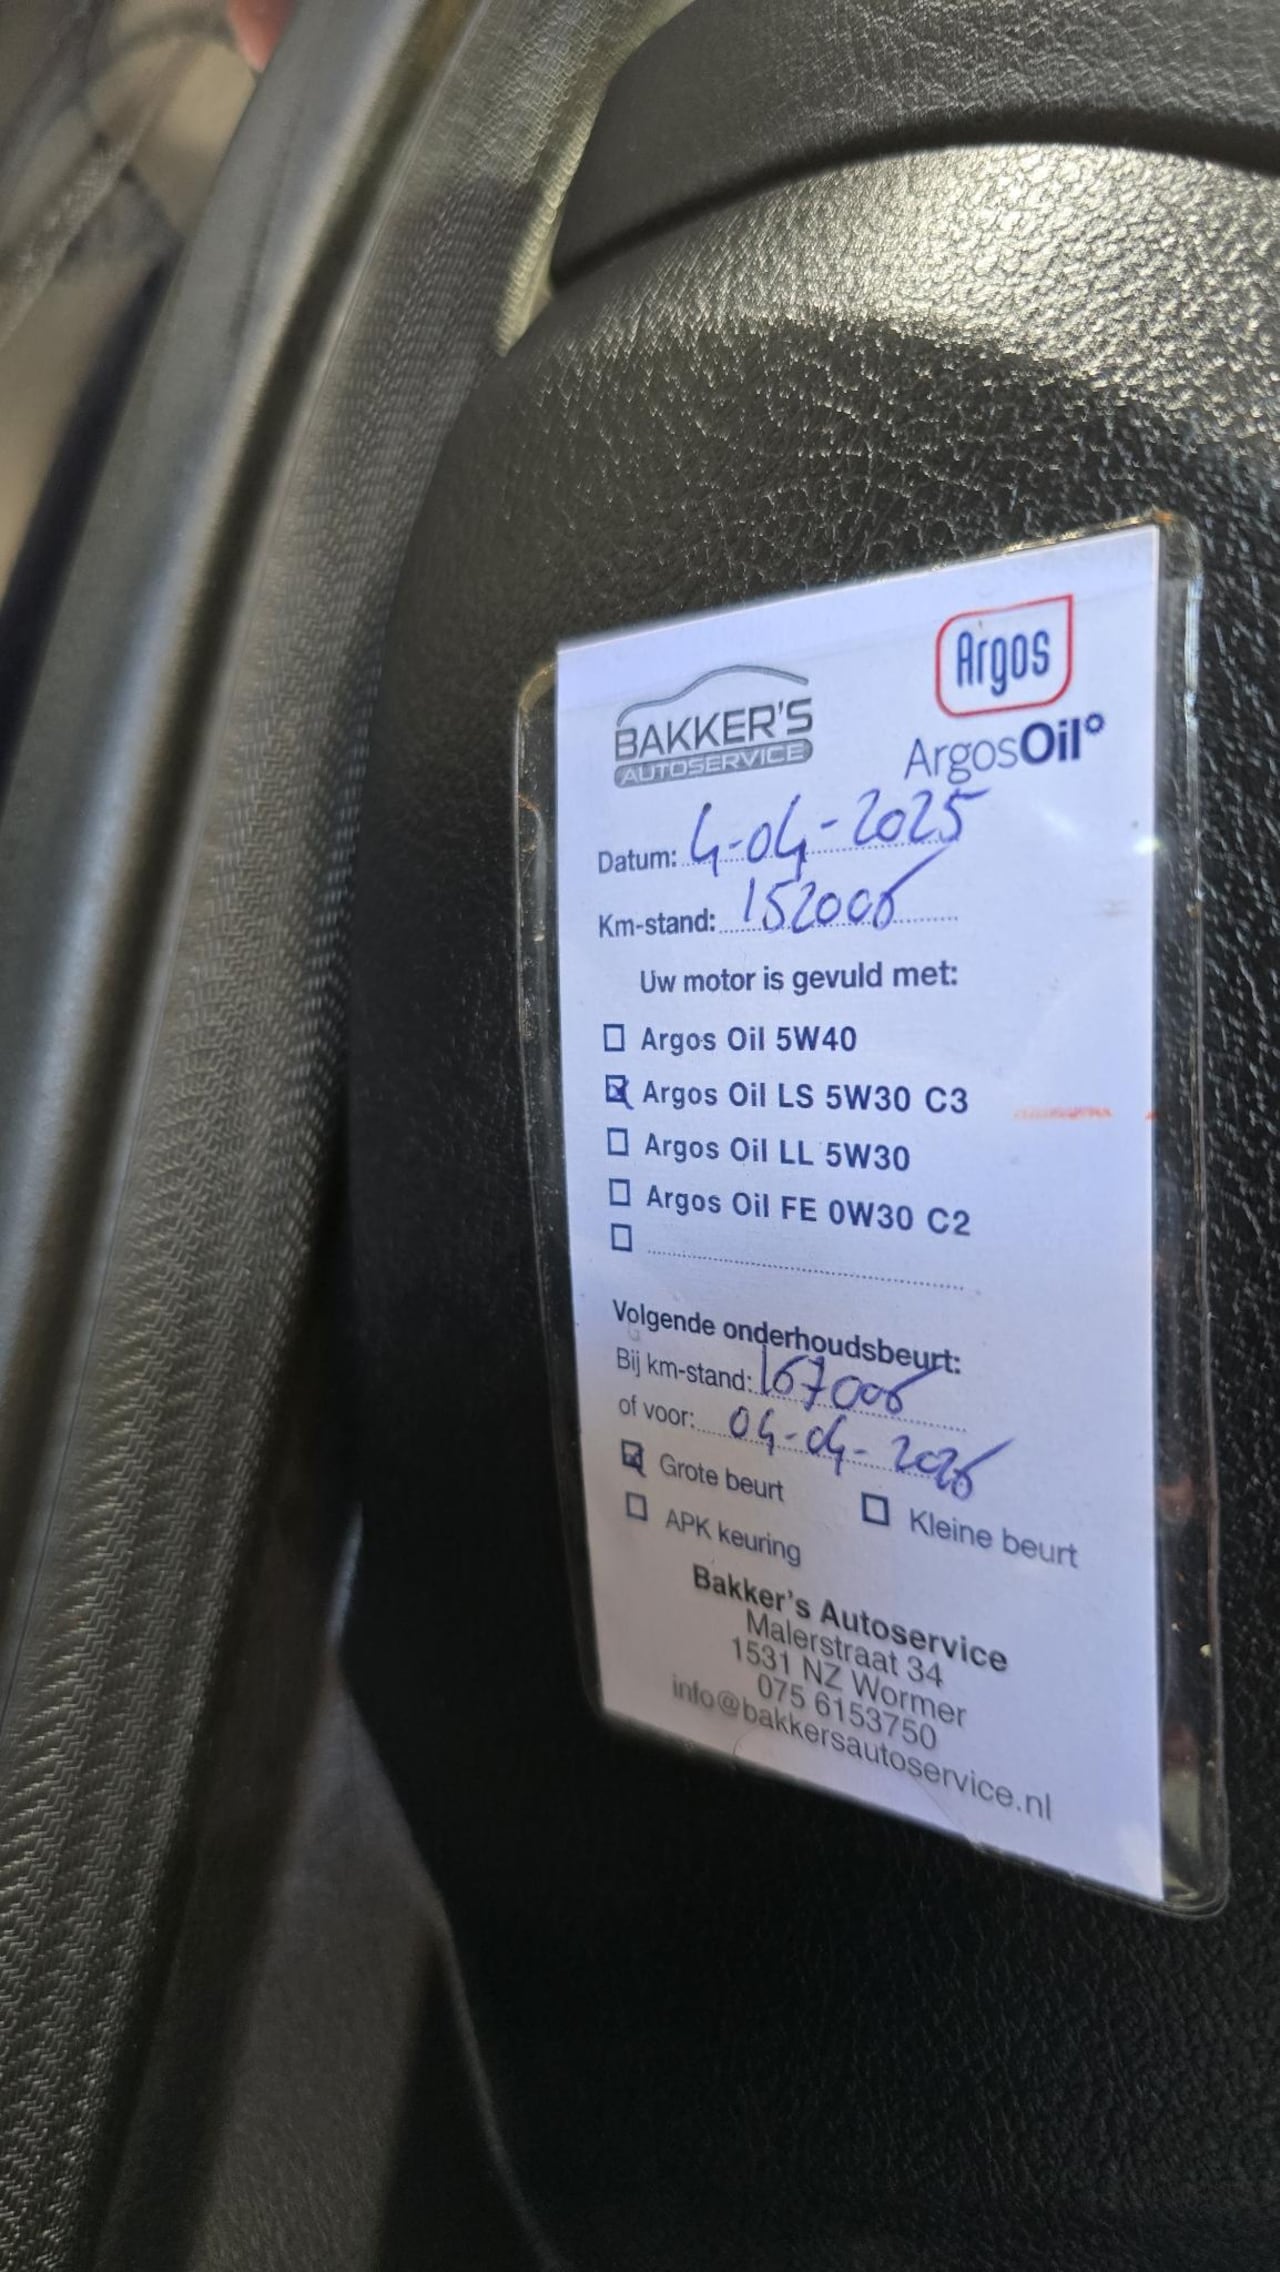 BAKKER'S
AUTOSERVICE
Argos
ArgosOil°
Datum: 4-04-2025
Km-stand: 152006
Uw motor is gevuld met:
Argos Oil 5W40
Argos Oil LS 5W30 C3
Argos Oil LL 5W30
Argos Oil FE 0W30 C2
Volgende onderhoudsbeurt:
Bij km-stand: 167006
of voor: 04-04-2026
Grote beurt
Kleine beurt
APK keuring
Bakker's Autoservice
Malerstraat 34
1531 NZ Wormer
075 6153750
info@bakkersautoservice.nl